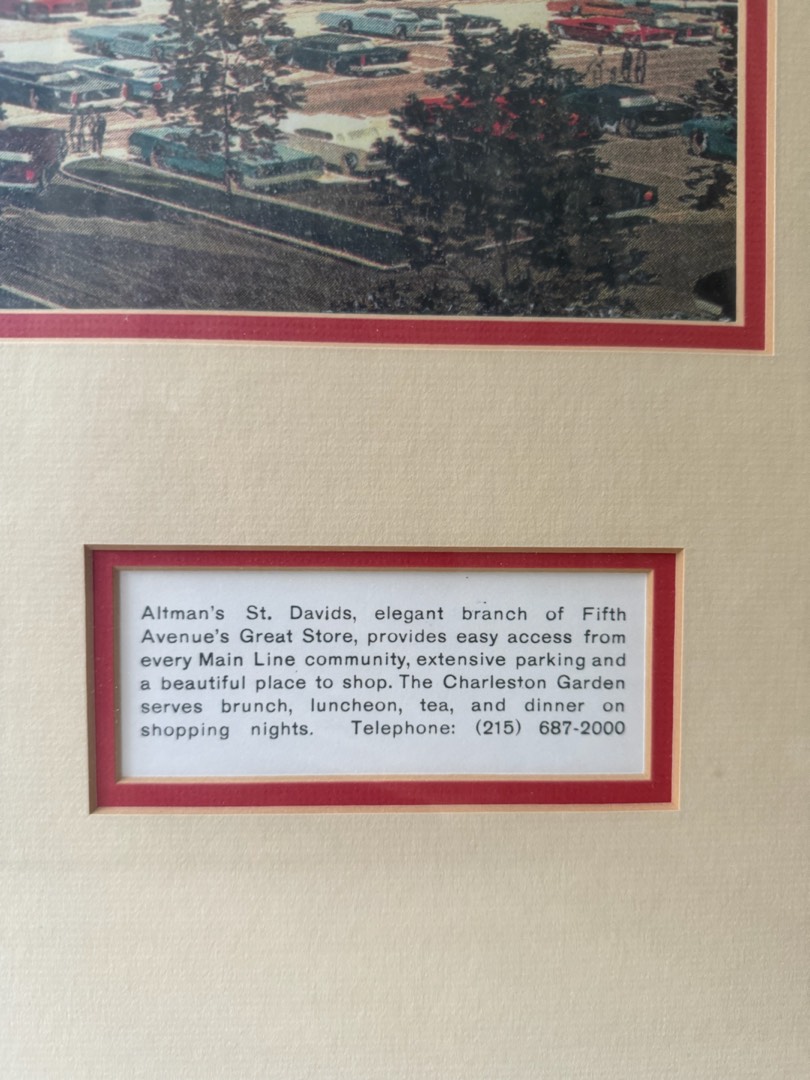 Altman's St. Davids, elegant branch of Fifth
Avenue's Great Store, provides easy access from
every Main Line community, extensive parking and
a beautiful place to shop. The Charleston Garden
serves brunch, luncheon, tea, and dinner on
shopping nights. Telephone: (215) 687-2000